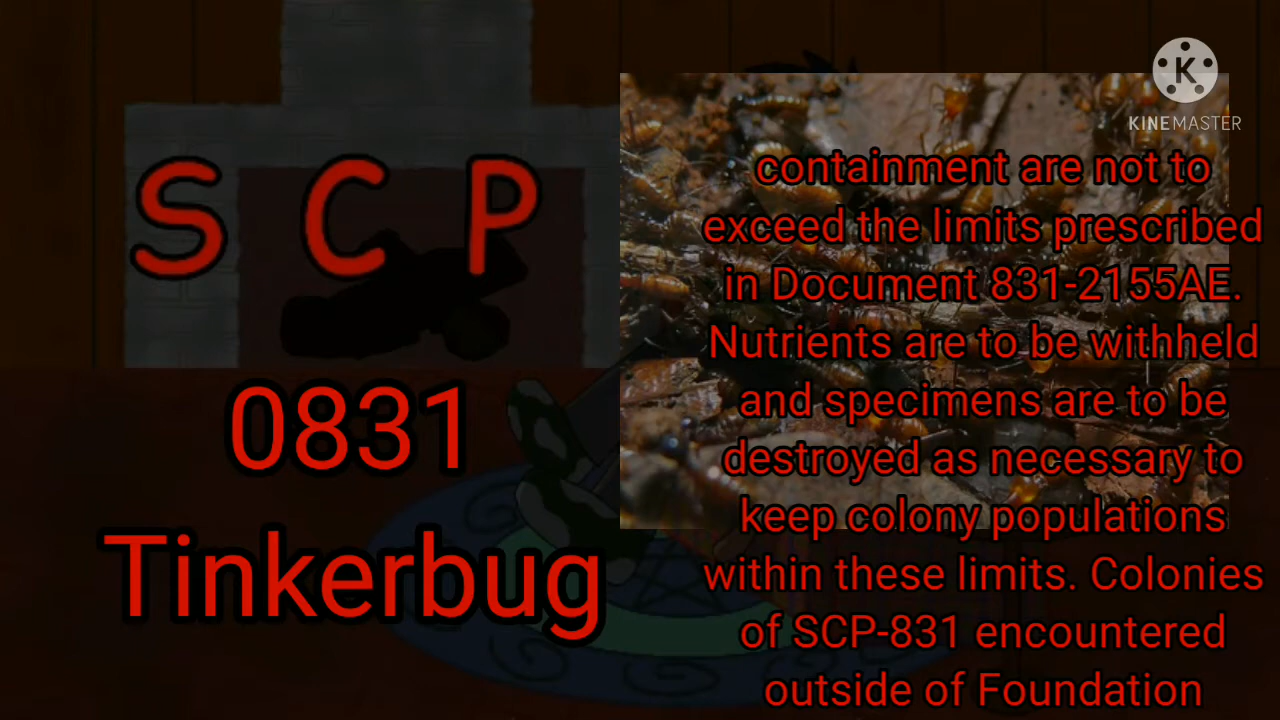 S C P
0831
Tinkerbug
KINEMASTER
containment are not to
exceed the limits prescribed
in Document 831-2155AE.
Nutrients are to be withheld
and specimens are to be
destroyed as necessary to
keep colony populations
within these limits. Colonies
of SCP-831 encountered
outside of Foundation